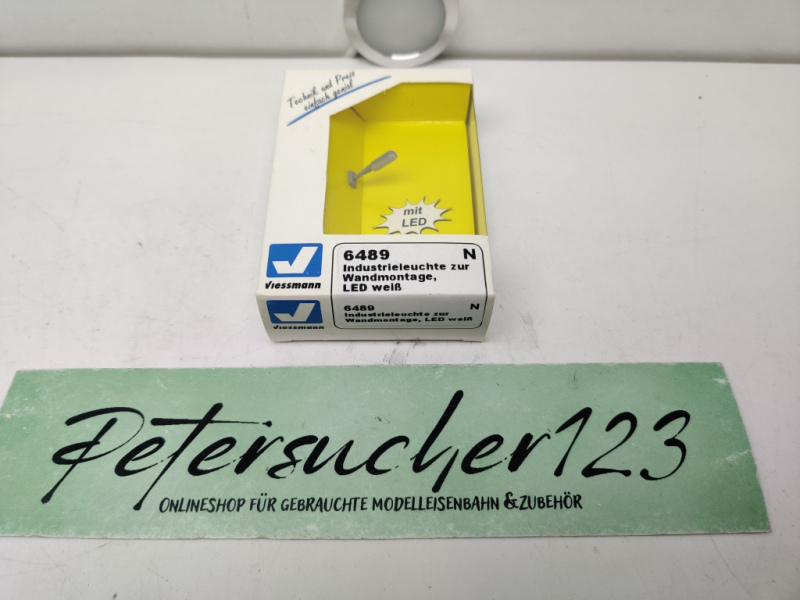 Technik und Preis
einfach genial
mit
LED
Viessmann
6489 N
Industrieleuchte zur
Wandmontage,
LED weiß
Viessmann
6489 N
Industrieleuchte zur
Wandmontage, LED weiß
Petersucher123
ONLINESHOP FÜR GEBRAUCHTE MODELLEISENBAHN & ZUBEHÖR